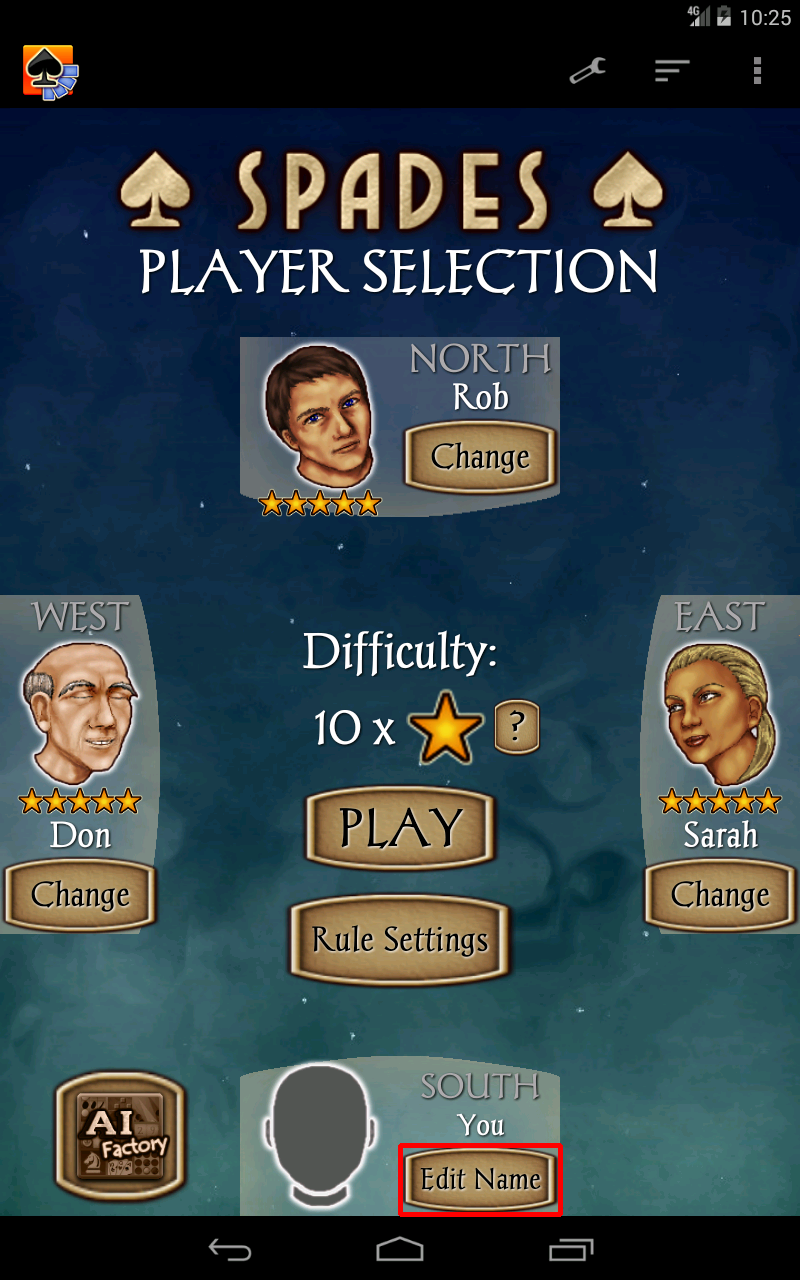 4G 10:25
SPADES
PLAYER SELECTION
NORTH
Rob
Change
WEST
EAST
Difficulty:
10 x
?
Don
Sarah
PLAY
Change
Change
Rule Settings
SOUTH
You
AI
Factory
Edit Name